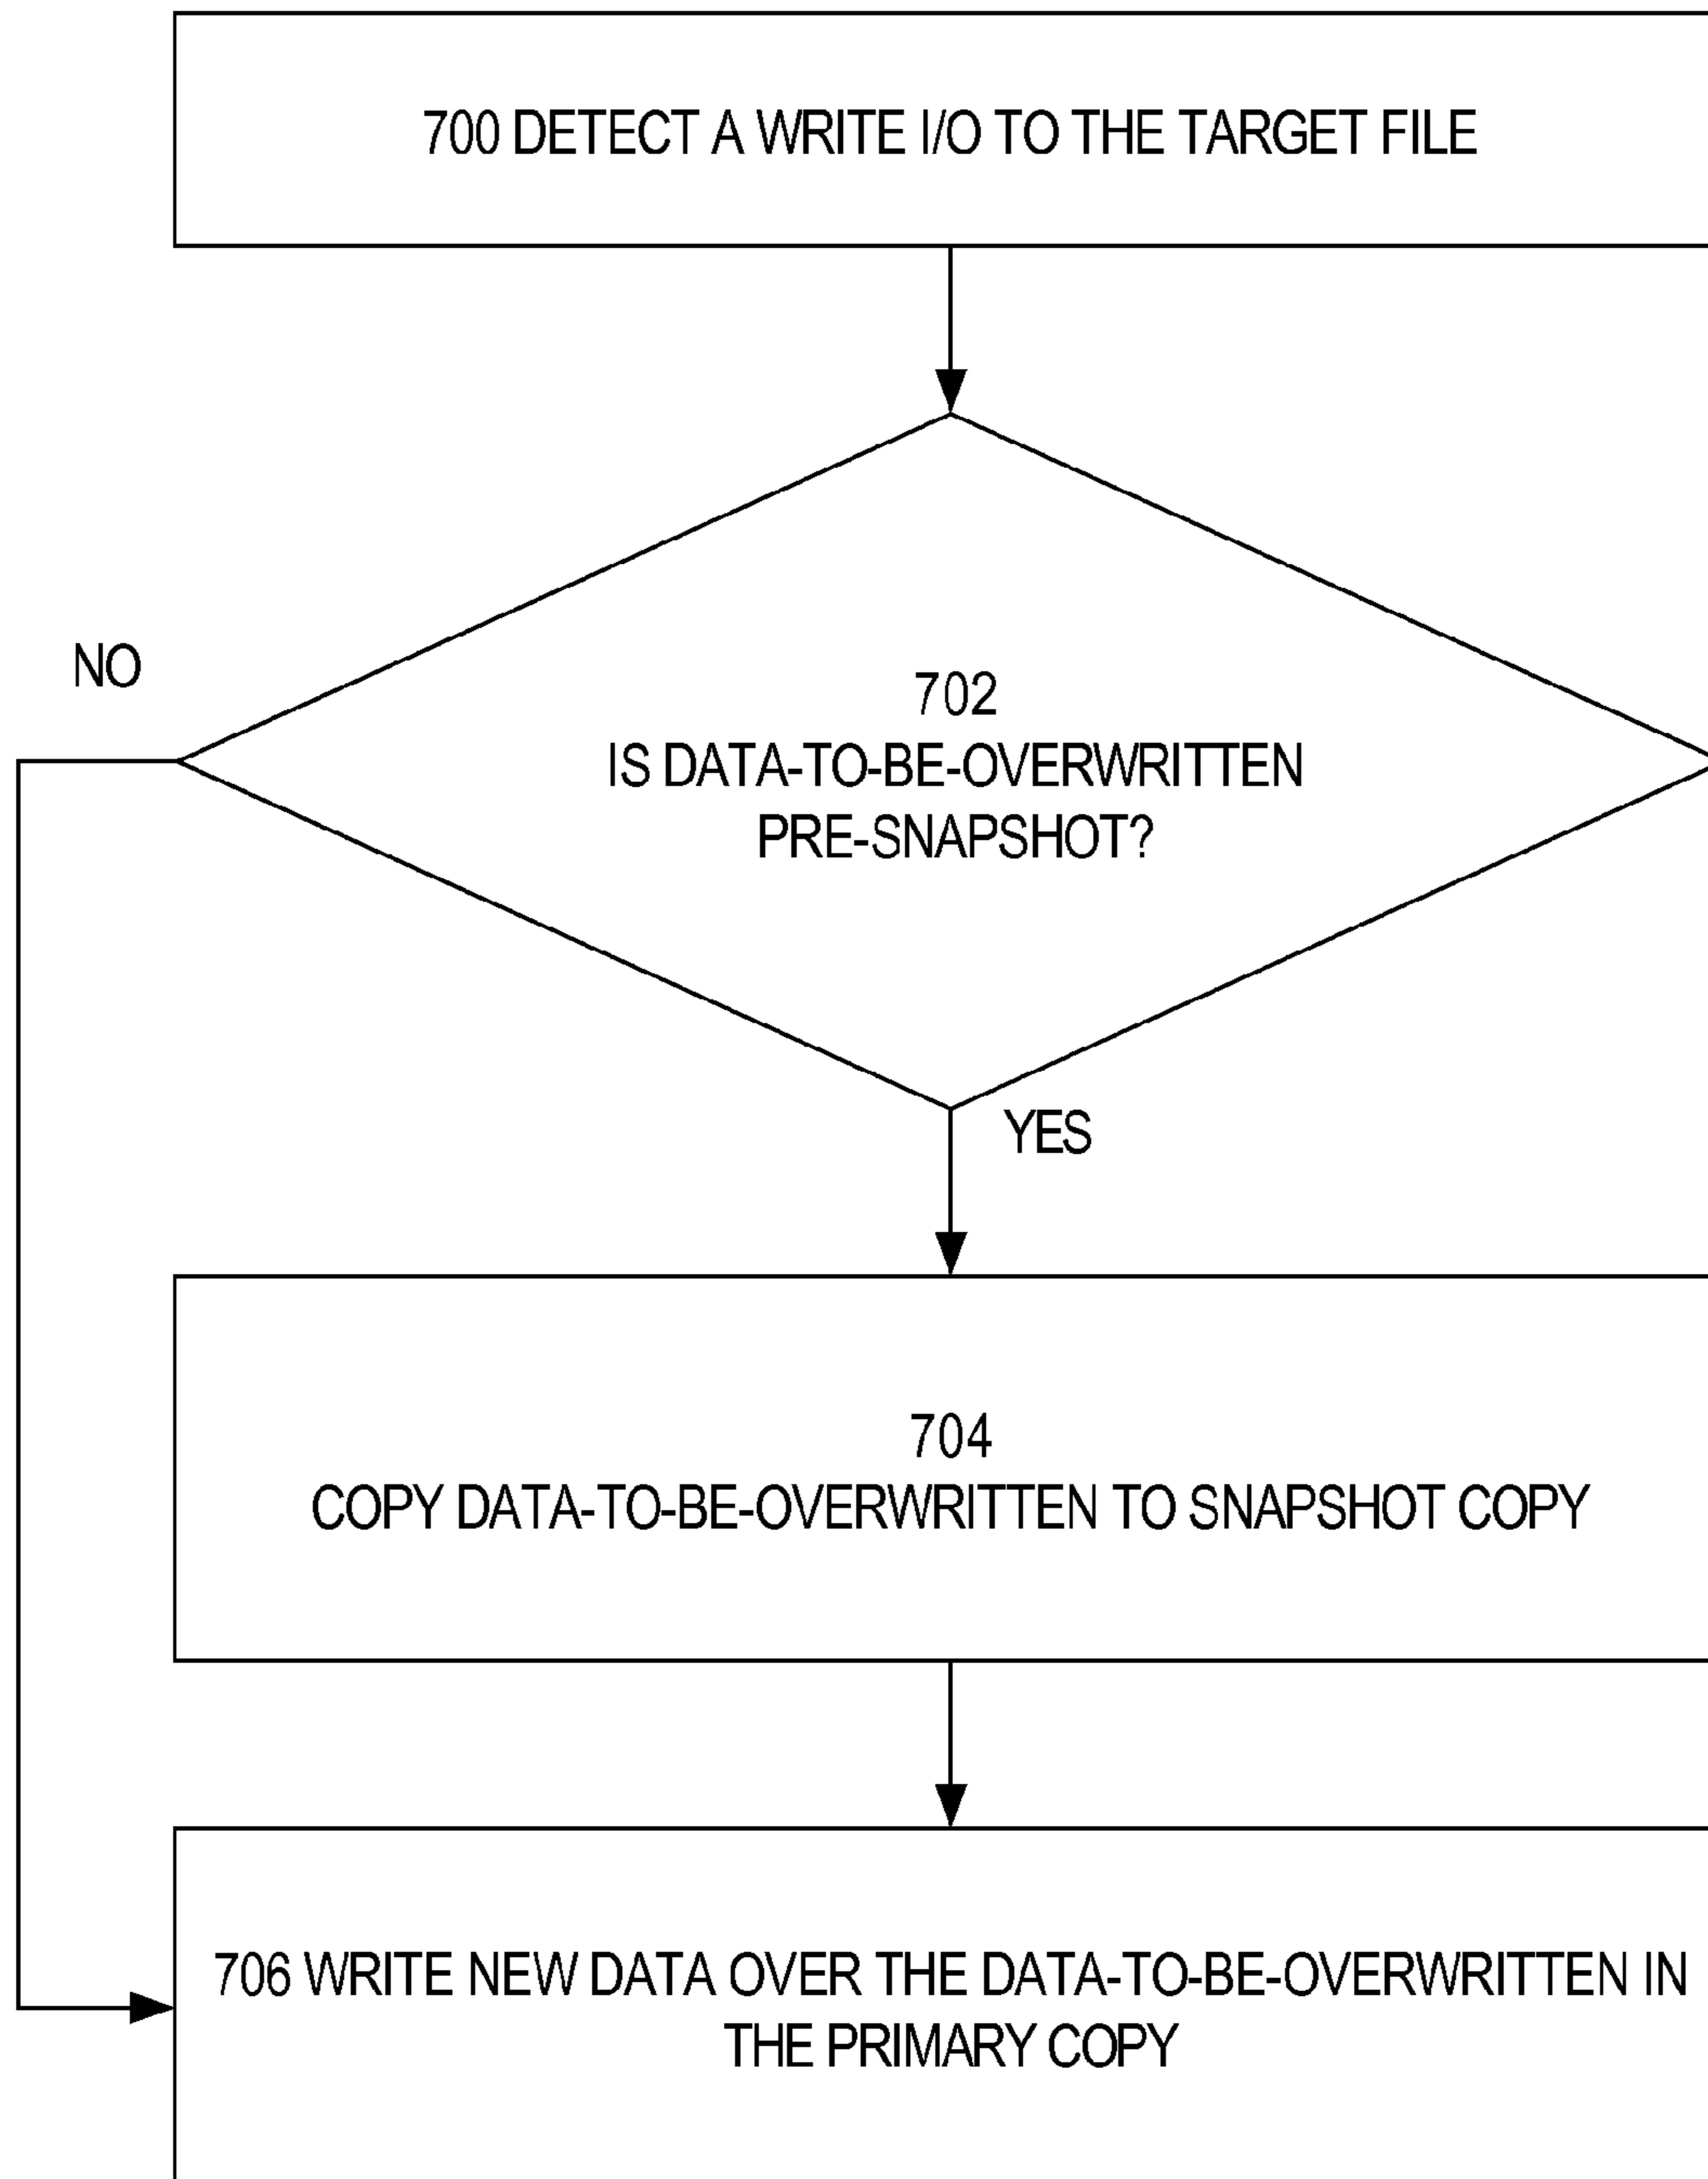 700 DETECT A WRITE I/O TO THE TARGET FILE
NO
702
IS DATA-TO-BE-OVERWRITTEN
PRE-SNAPSHOT?
YES
704
COPY DATA-TO-BE-OVERWRITTEN TO SNAPSHOT COPY
706 WRITE NEW DATA OVER THE DATA-TO-BE-OVERWRITTEN IN
THE PRIMARY COPY